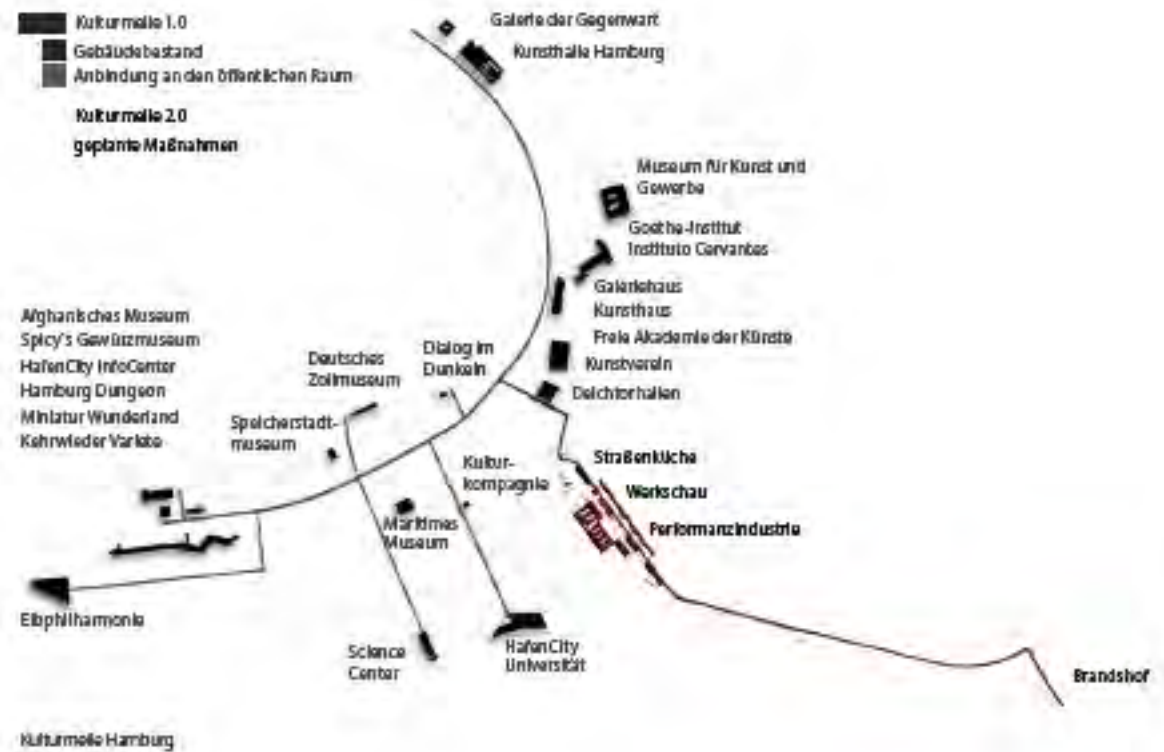 Kulturmeile 1.0
Gebäudebestand
Anbindung an den öffentlichen Raum
Kulturmeile 2.0
geplante Maßnahmen
Galerie der Gegenwart
Kunsthalle Hamburg
Museum für Kunst und
Gewerbe
Goethe-Institut
Instituto Cervantes
Galeriehaus
Kunsthaus
Freie Akademie der Künste
Kunstverein
Deichtorhallen
Afghanisches Museum
Spicy's Gewürzmuseum
HafenCity InfoCenter
Hamburg Dungeon
Miniatur Wunderland
Kehrwieder Variete
Deutsches
Zollmuseum
Dialog im
Dunkeln
Speicherstadt-
museum
Kultur-
kompagnie
Maritimes
Museum
Straßenküche
Werkschau
Performanzindustrie
Elbphilharmonie
Science
Center
HafenCity
Universität
Brandshof
Kulturmeile Hamburg